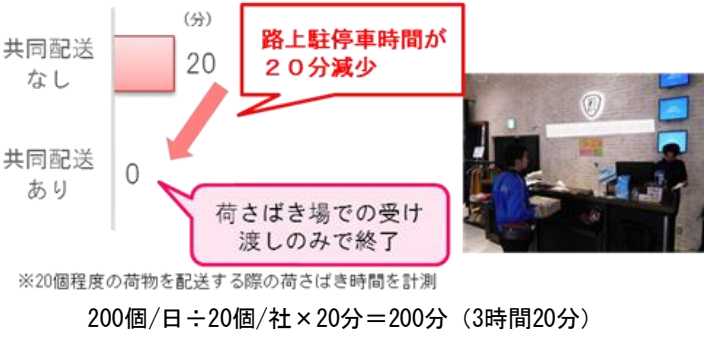 (分)
共同配送
なし
20
路上駐停車時間が
２０分減少
共同配送
あり
0
荷さばき場での受け
渡しのみで終了
※20個程度の荷物を配送する際の荷さばき時間を計測
200個/日÷20個/社×20分＝200分（3時間20分）